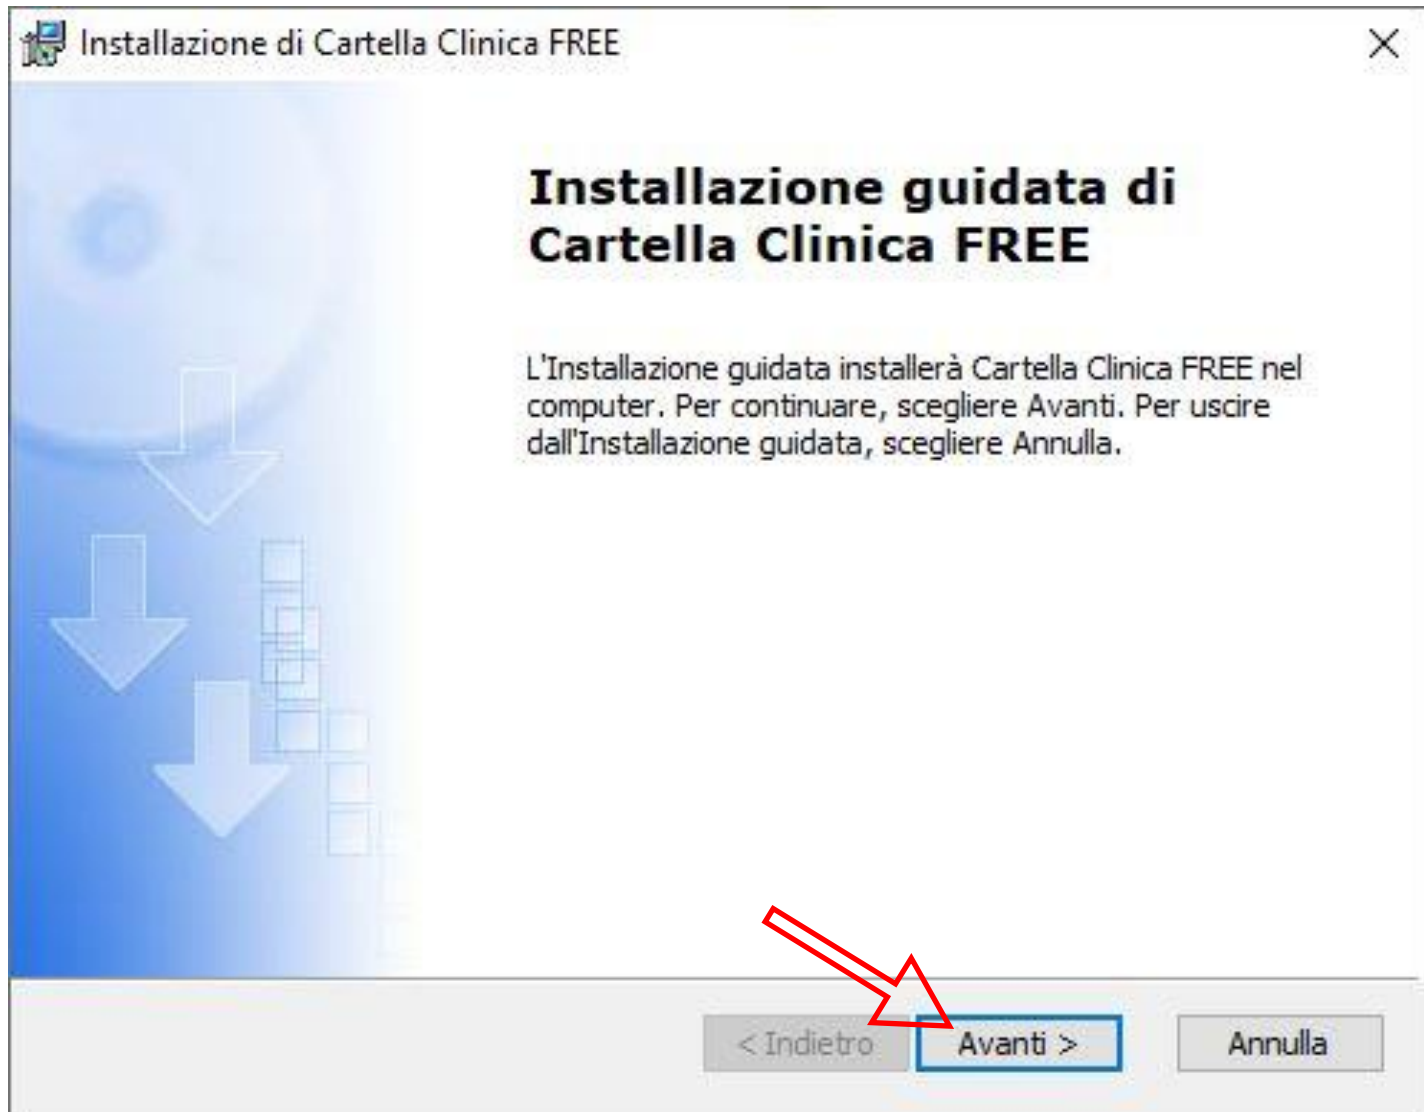 Installazione di Cartella Clinica FREE
Installazione guidata di
Cartella Clinica FREE
L'Installazione guidata installerà Cartella Clinica FREE nel
computer. Per continuare, scegliere Avanti. Per uscire
dall'Installazione guidata, scegliere Annulla.
< Indietro
Avanti >
Annulla